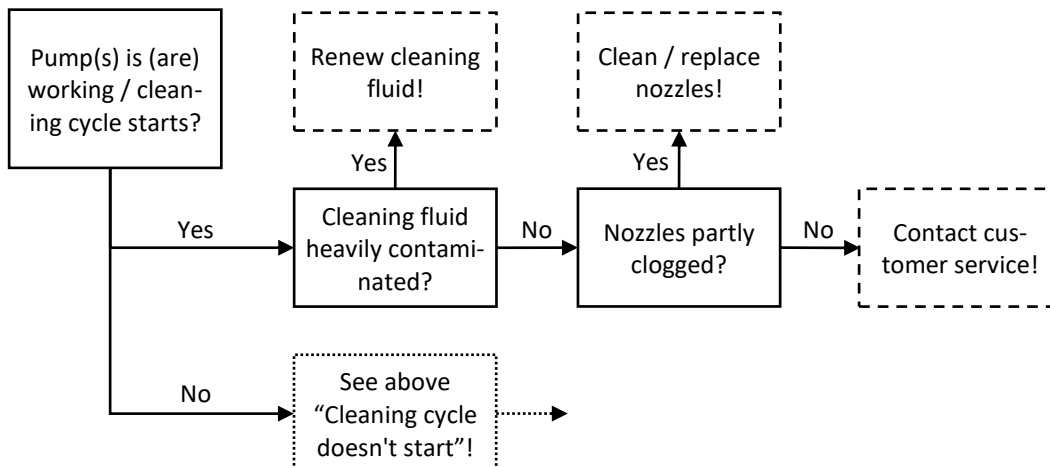 Pump(s) is (are)
working / clean-
ing cycle starts?
Renew cleaning
fluid!
Clean / replace
nozzles!
Yes
Yes
Yes
Cleaning fluid
heavily contami-
nated?
No
Nozzles partly
clogged?
No
Contact cus-
tomer service!
No
See above
“Cleaning cycle
doesn't start”!